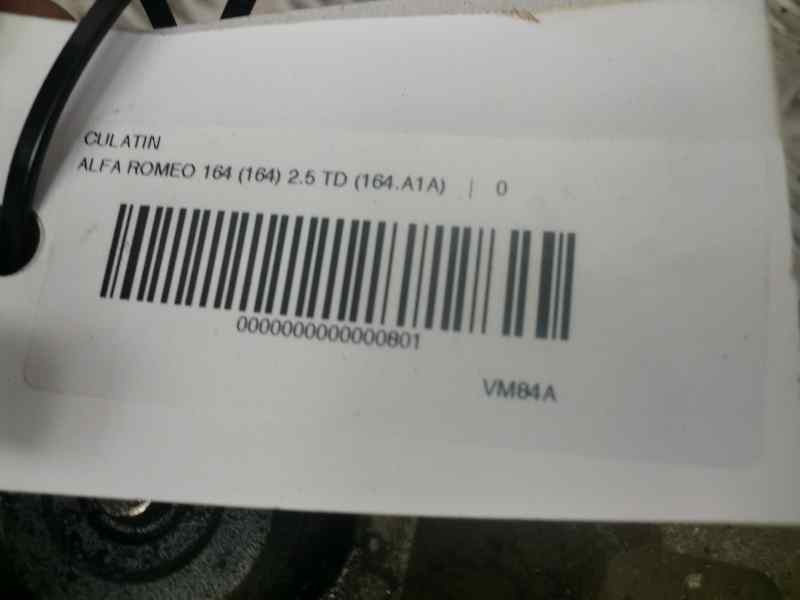 CULATIN
ALFA ROMEO 164 (164) 2.5 TD (164.A1A) | 0
0000000000000801
VM84A